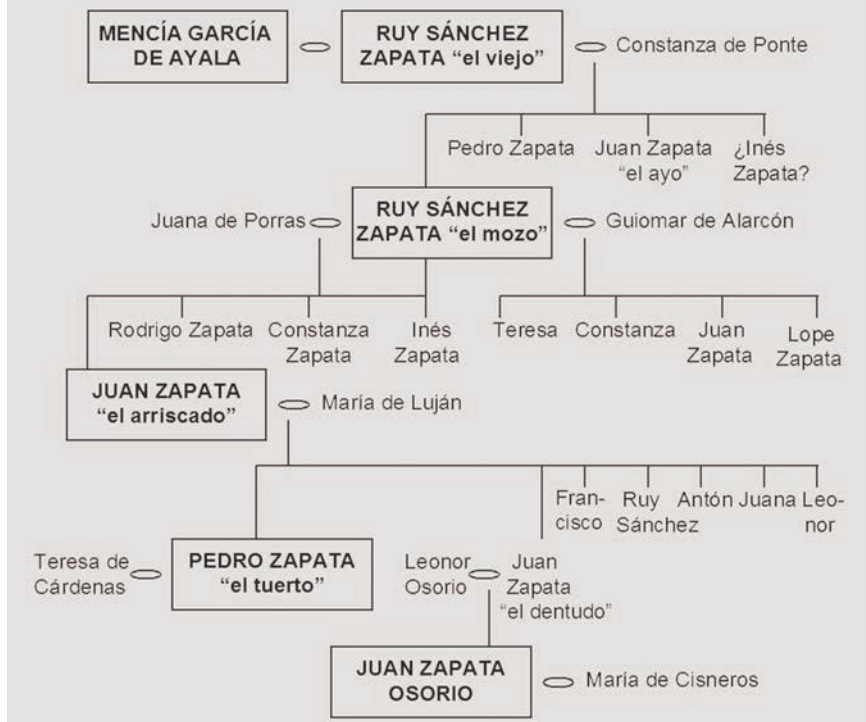 MENCÍA GARCÍA
DE AYALA
RUY SÁNCHEZ
ZAPATA “el viejo”
Constanza de Ponte
Pedro Zapata
Juan Zapata
“el ayo”
¿Inés
Zapata?
Juana de Porras
RUY SÁNCHEZ
ZAPATA “el mozo”
Guiomar de Alarcón
Rodrigo Zapata
Constanza
Zapata
Inés
Zapata
Teresa
Constanza
Juan
Zapata
Lope
Zapata
JUAN ZAPATA
“el arriscado”
María de Luján
Fran-
cisco
Ruy
Sánchez
Antón
Juana
Leo-
nor
Teresa de
Cárdenas
PEDRO ZAPATA
“el tuerto”
Leonor
Osorio
Juan
Zapata
“el dentudo”
JUAN ZAPATA
OSORIO
María de Cisneros